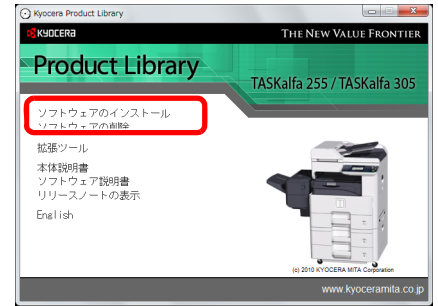 Kyocera Product Library
KYOCERA
THE NEW VALUE FRONTIER
Product Library
TASKalfa 255 / TASKalfa 305
ソフトウェアのインストール
ソフトウェアの削除
拡張ツール
本体説明書
ソフトウェア説明書
リリースノートの表示
English
(c) 2010 KYOCERA MITA Corporation
www.kyoceramita.co.jp